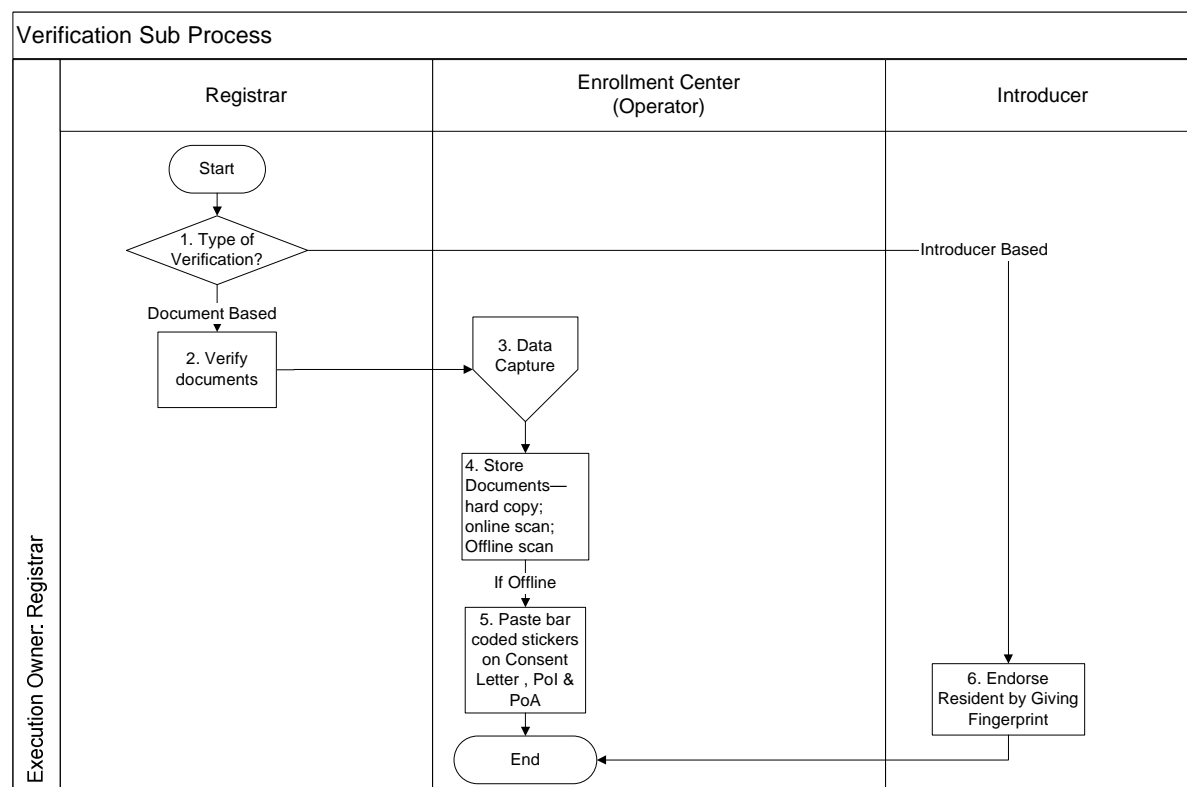 Verification Sub Process
Registrar
Enrollment Center
(Operator)
Introducer
Execution Owner: Registrar
Start
1. Type of
Verification?
Introducer Based
Document Based
2. Verify
documents
3. Data
Capture
4. Store
Documents—
hard copy;
online scan;
Offline scan
If Offline
5. Paste bar
coded stickers
on Consent
Letter , PoI &
PoA
6. Endorse
Resident by Giving
Fingerprint
End